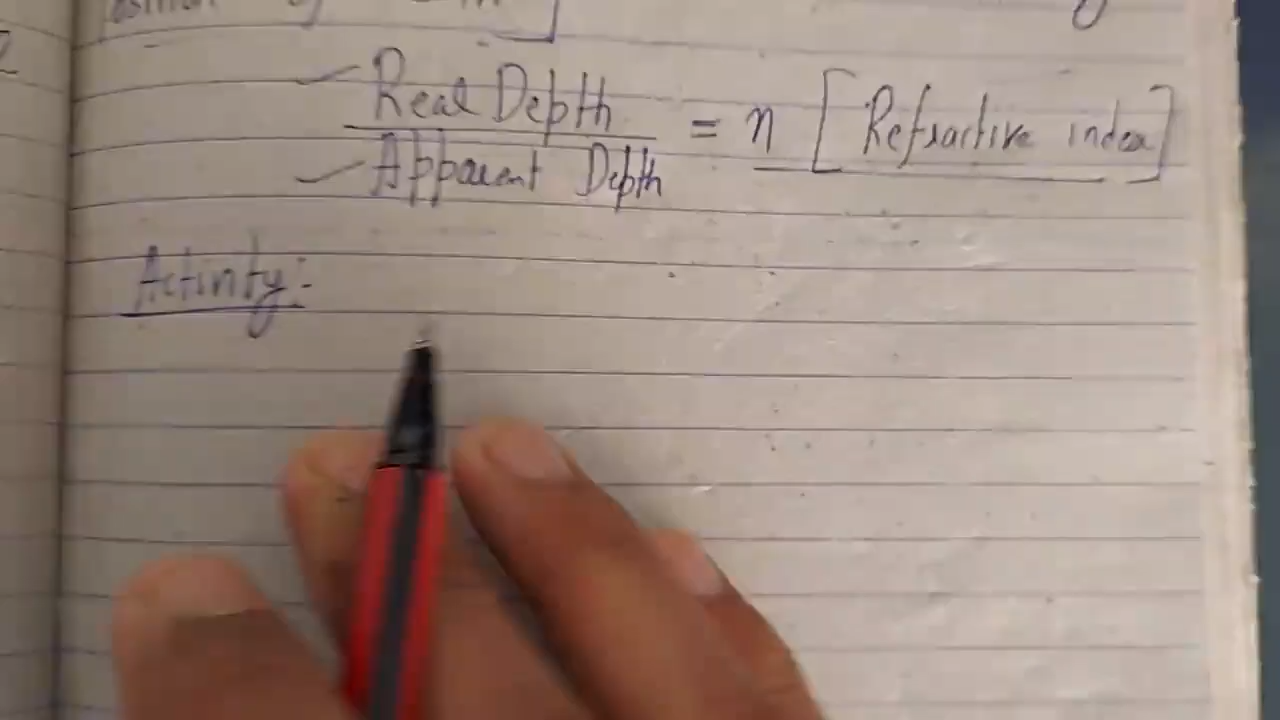 Real Depth = n [Refractive index]
Apparent Depth
Activity:-